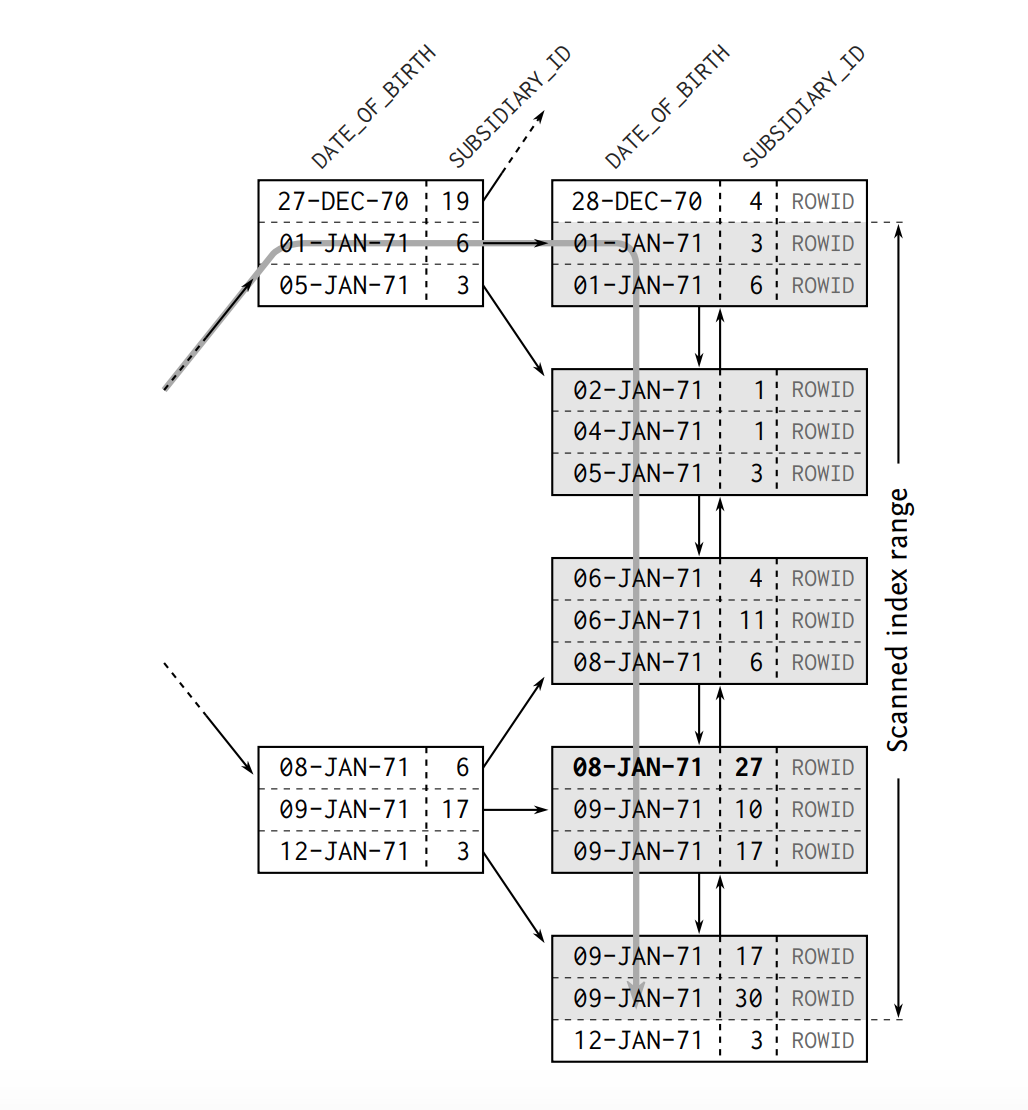 DATE_OF_BIRTH SUBSIDIARY_ID DATE_OF_BIRTH SUBSIDIARY_ID
27-DEC-70 19
01-JAN-71 6
05-JAN-71 3
28-DEC-70 4 ROWID
01-JAN-71 3 ROWID
01-JAN-71 6 ROWID
02-JAN-71 1 ROWID
04-JAN-71 1 ROWID
05-JAN-71 3 ROWID
06-JAN-71 4 ROWID
06-JAN-71 11 ROWID
08-JAN-71 6 ROWID
08-JAN-71 6
09-JAN-71 17
12-JAN-71 3
08-JAN-71 27 ROWID
09-JAN-71 10 ROWID
09-JAN-71 17 ROWID
09-JAN-71 17 ROWID
09-JAN-71 30 ROWID
12-JAN-71 3 ROWID
Scanned index range